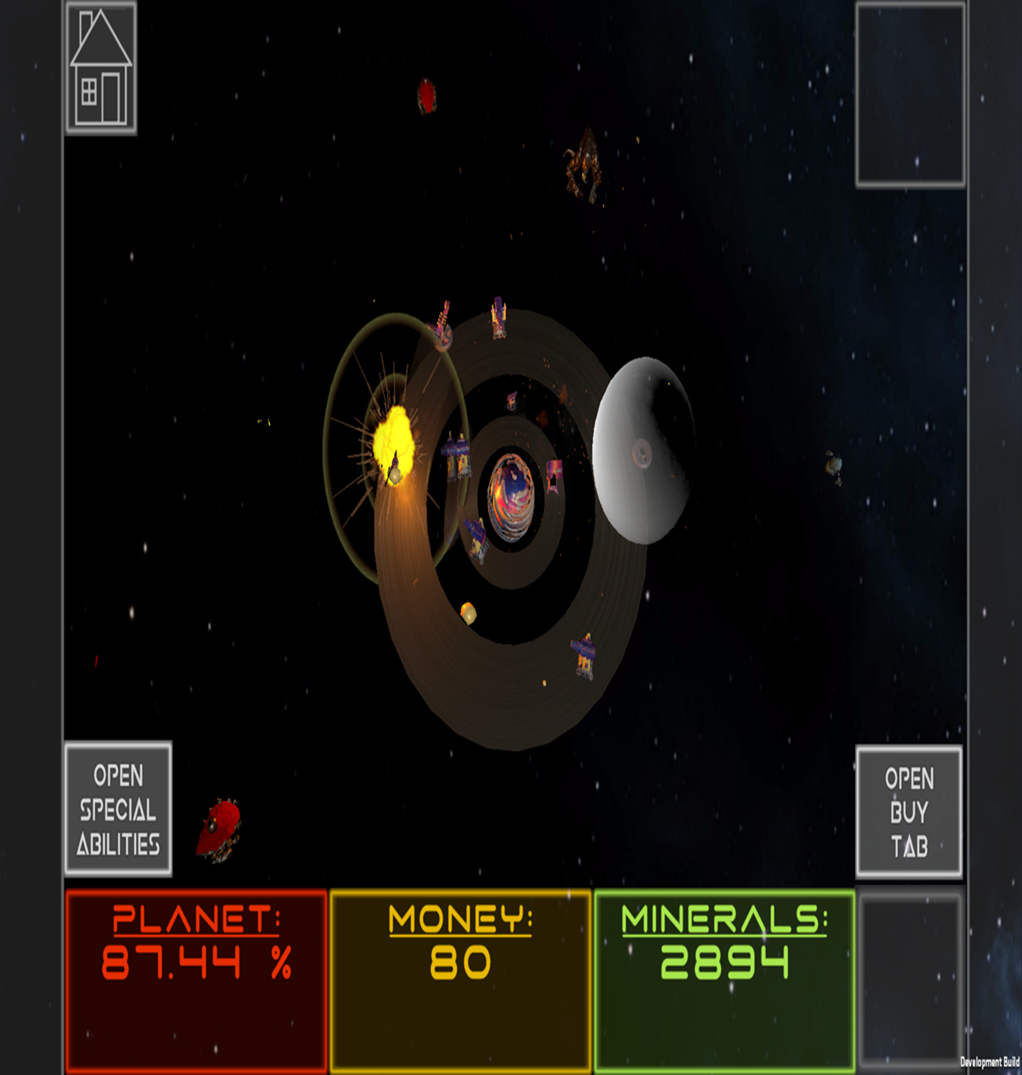 OPEN
SPECIAL
ABILITIES
OPEN
BUY
TAB
PLANET:
87.44 %
MONEY:
80
MINERALS:
2894
Development Build